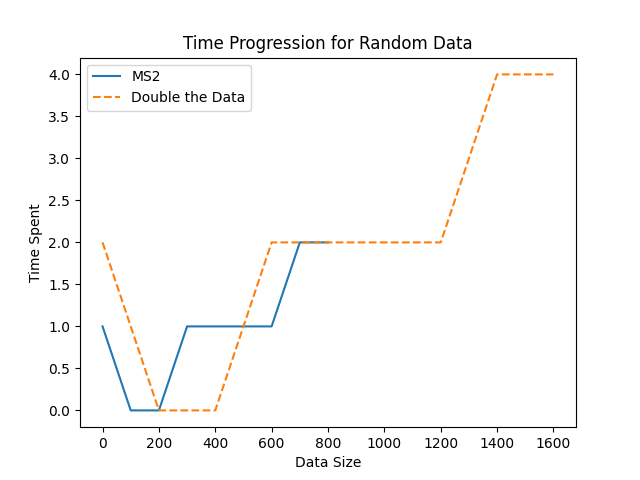 Time Progression for Random Data
MS2
Double the Data
4.0
3.5
3.0
2.5
2.0
1.5
1.0
0.5
0.0
Time Spent
0 200 400 600 800 1000 1200 1400 1600
Data Size